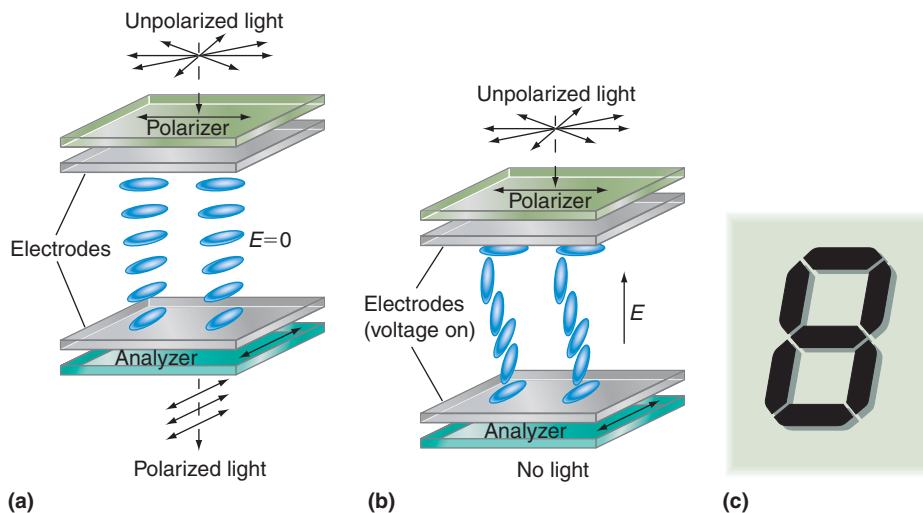 Unpolarized light
Polarizer
Electrodes
E=0
Analyzer
Polarized light
(a)
Unpolarized light
Polarizer
Electrodes
(voltage on)
E
Analyzer
No light
(b)
(c)